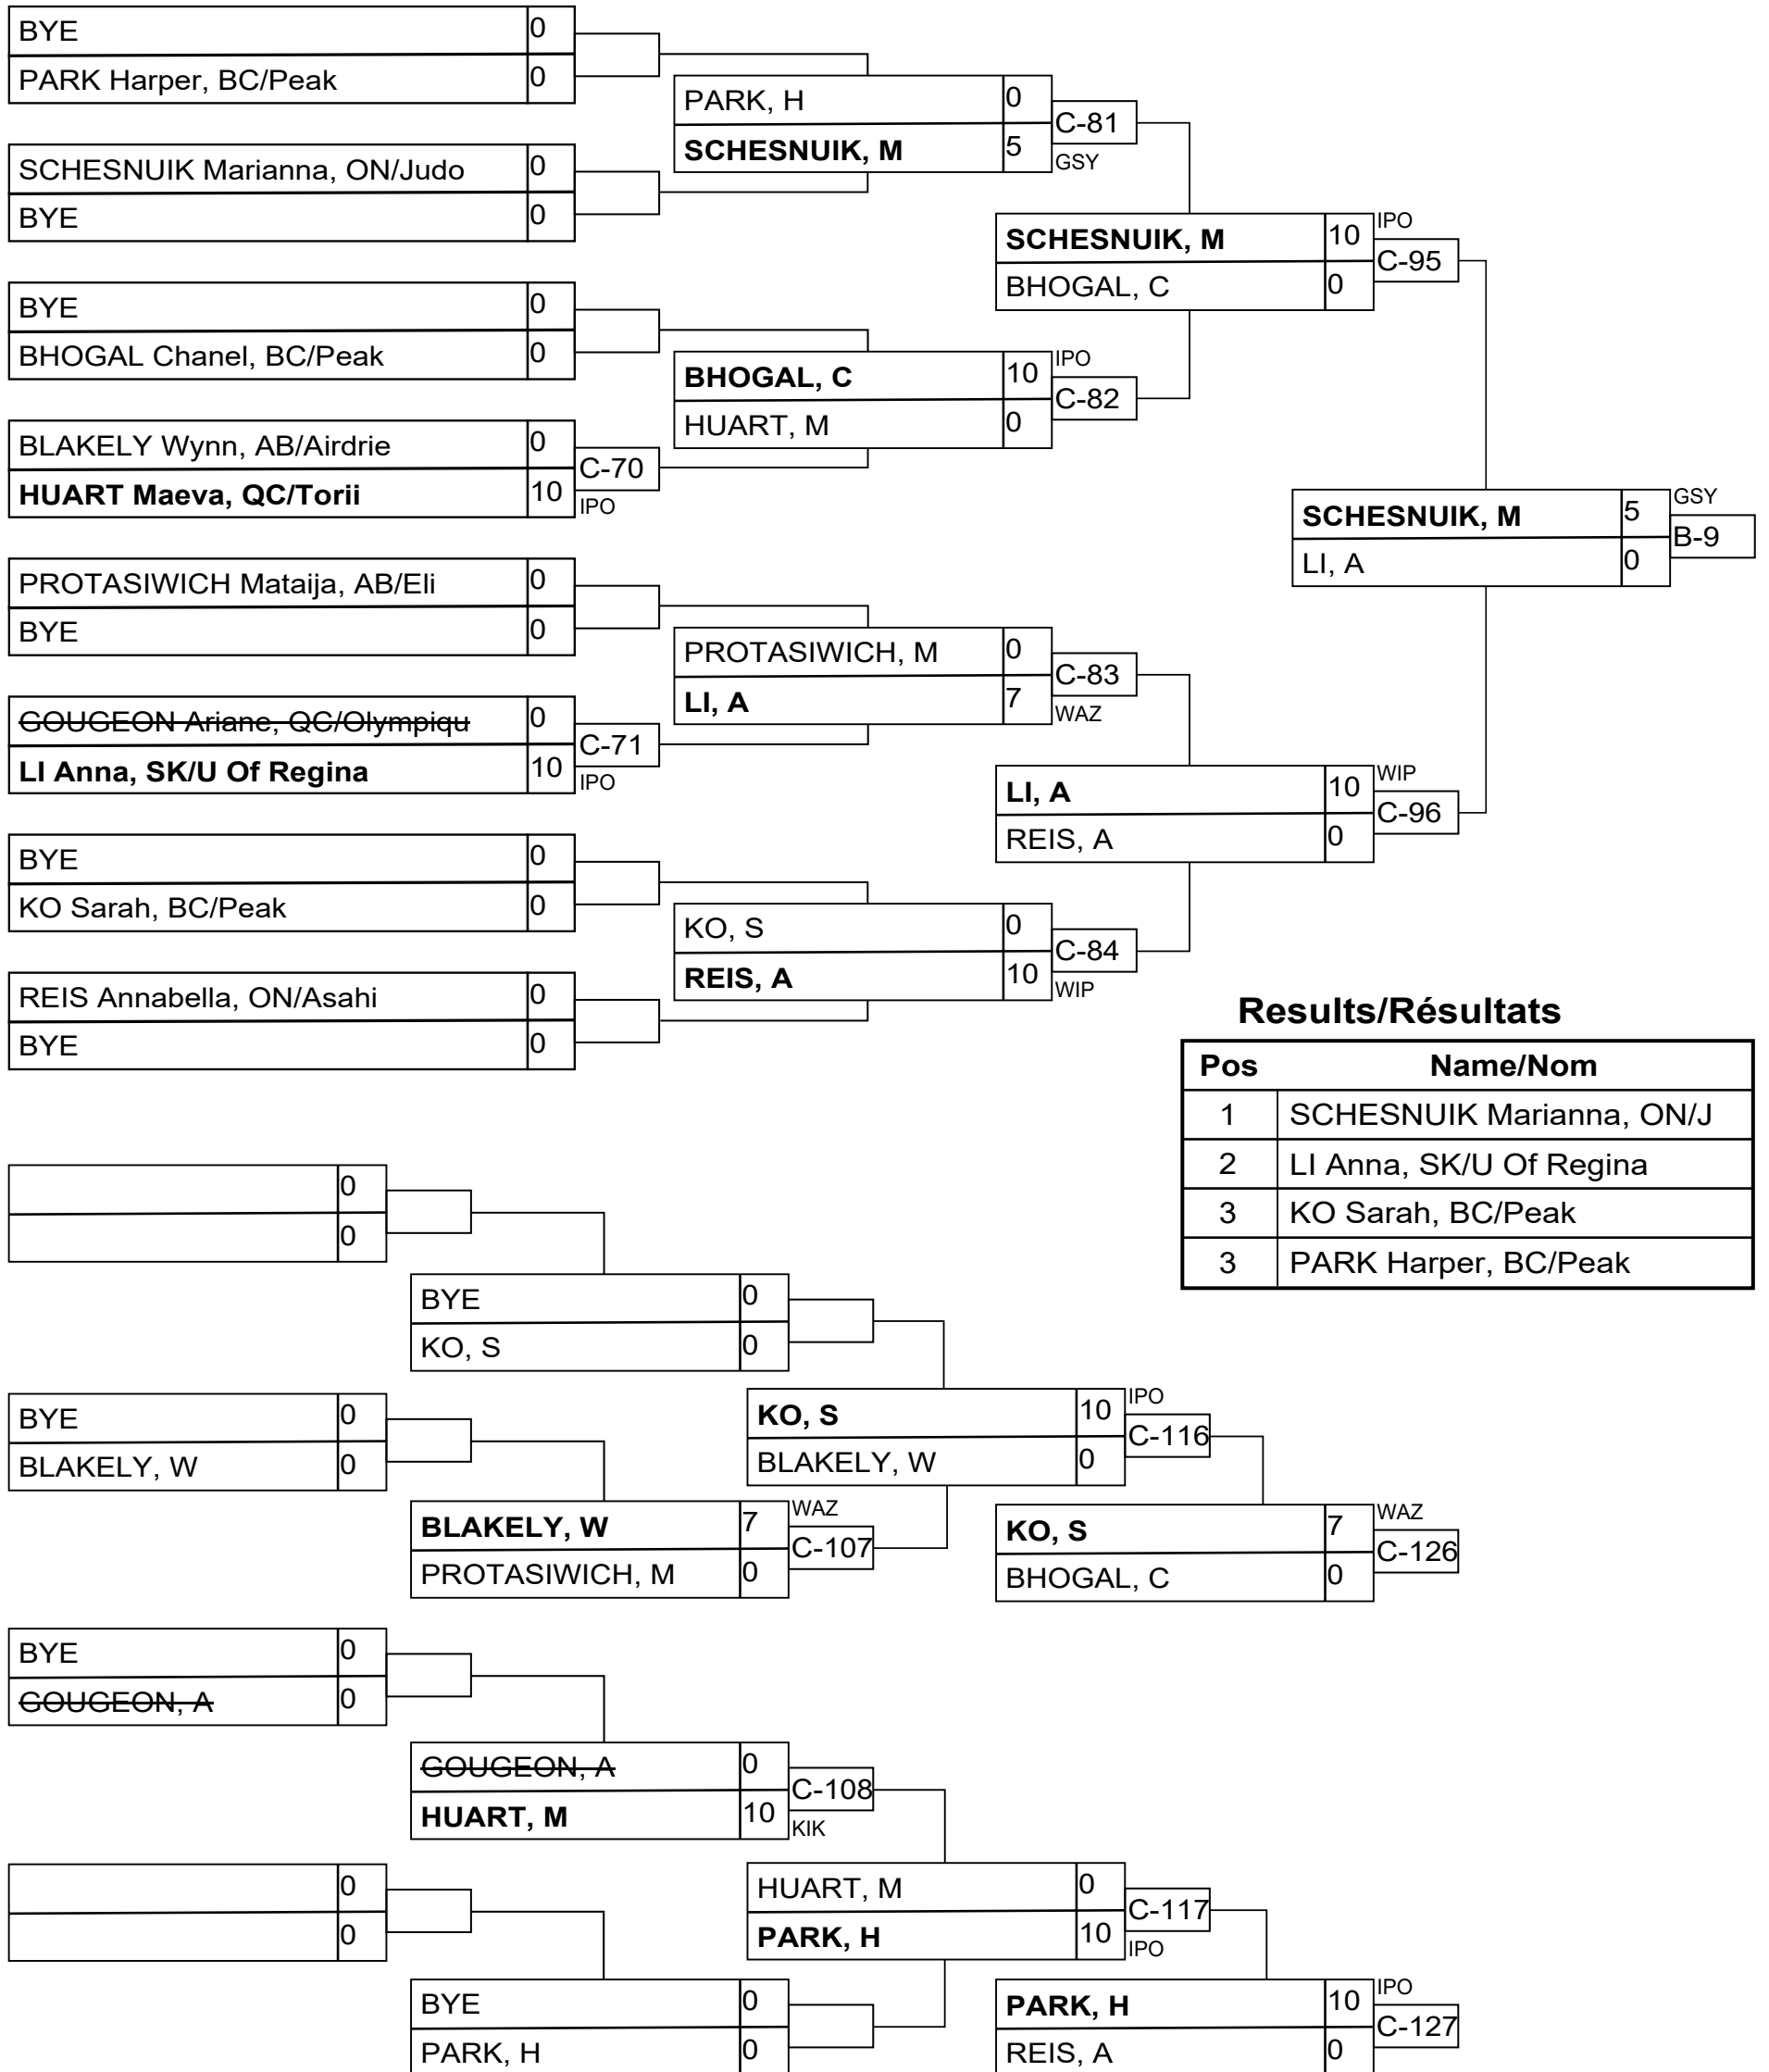 BYE 0
PARK Harper, BC/Peak 0
PARK, H 0
SCHESNUIK, M 5
C-81
GSY
SCHESNUIK Marianna, ON/Judo 0
BYE 0
SCHESNUIK, M 10
BHOGAL, C 0
IPO
C-95
BYE 0
BHOGAL Chanel, BC/Peak 0
BHOGAL, C 10
HUART, M 0
IPO
C-82
BLAKELY Wynn, AB/Airdrie 0
HUART Maeva, QC/Torii 10
C-70
IPO
SCHESNUIK, M 5
LI, A 0
GSY
B-9
PROTASIWICH Mataija, AB/Eli 0
BYE 0
PROTASIWICH, M 0
LI, A 7
C-83
WAZ
GOUGEON Ariane, QC/Olympiqu 0
LI Anna, SK/U Of Regina 10
C-71
IPO
LI, A 10
REIS, A 0
WIP
C-96
BYE 0
KO Sarah, BC/Peak 0
KO, S 0
REIS, A 10
C-84
WIP
REIS Annabella, ON/Asahi 0
BYE 0
Results/Résultats
Pos Name/Nom
1 SCHESNUIK Marianna, ON/J
2 LI Anna, SK/U Of Regina
3 KO Sarah, BC/Peak
3 PARK Harper, BC/Peak
0
0
BYE 0
KO, S 0
BYE 0
BLAKELY, W 0
KO, S 10
BLAKELY, W 0
IPO
C-116
BLAKELY, W 7
PROTASIWICH, M 0
WAZ
C-107
KO, S 7
BHOGAL, C 0
WAZ
C-126
BYE 0
GOUGEON, A 0
GOUGEON, A 0
HUART, M 10
C-108
KIK
0
0
HUART, M 0
PARK, H 10
C-117
IPO
BYE 0
PARK, H 0
PARK, H 10
REIS, A 0
IPO
C-127